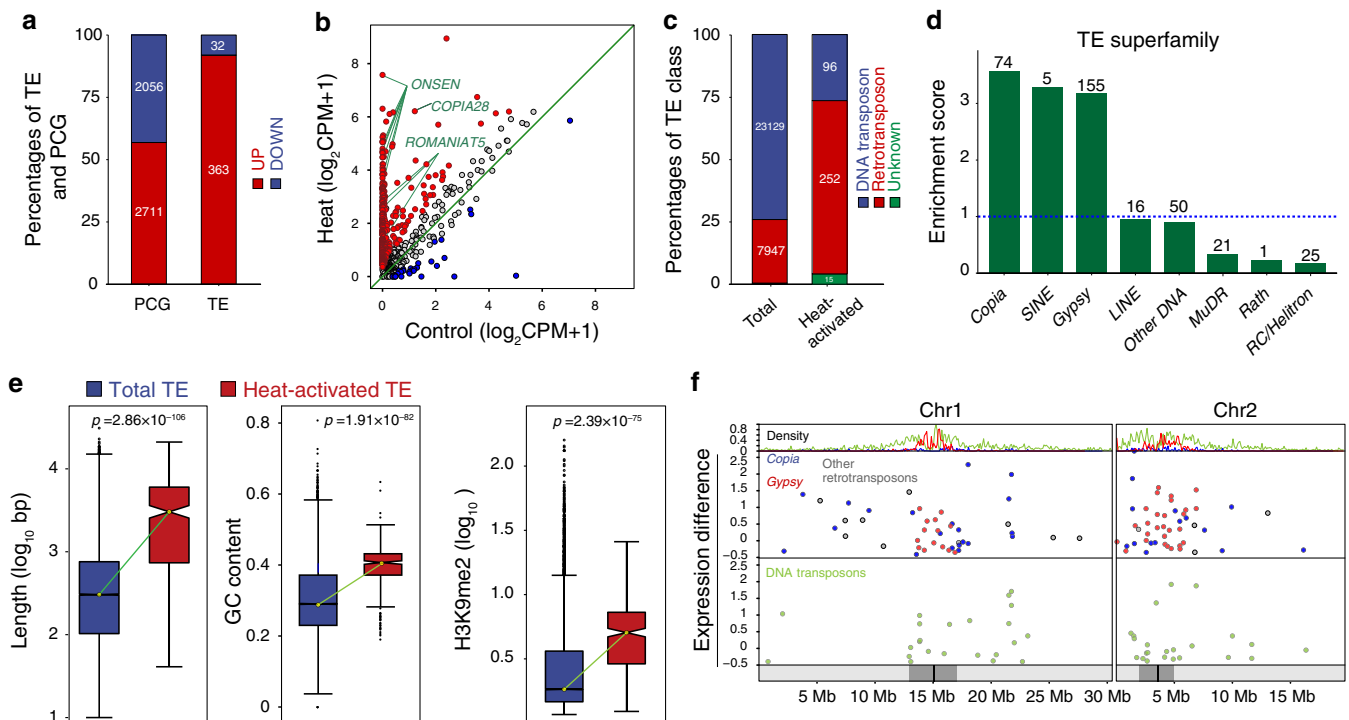 a
Percentages of TE and PCG
100
75
50
25
0
2056
2711
32
363
PCG
TE
UP
DOWN
b
Heat (log2CPM+1)
8
6
4
2
0
ONSEN
COPIA28
ROMANIAT5
0
2
4
6
8
Control (log2CPM+1)
c
Percentages of TE class
100
75
50
25
0
23129
7947
96
252
15
Total
Heat-activated
DNA transposon
Retrotransposon
Unknown
d
TE superfamily
Enrichment score
3
2
1
0
74
5
155
16
50
21
1
25
Copia
SINE
Gypsy
LINE
Other DNA
MuDR
Rath
RC/Helitron
e
Total TE
Heat-activated TE
p =2.86×10−106
Length (log10 bp)
4
3
2
1
p =1.91×10−82
GC content
0.8
0.6
0.4
0.2
0
p =2.39×10−75
H3K9me2 (log10)
2.0
1.5
1.0
0.5
f
Chr1
Chr2
Expression difference
0.8
0.4
Density
2.5
2
1.5
1
0.5
0
−0.5
Copia
Gypsy
Other retrotransposons
2.5
2
1.5
1
0.5
0
−0.5
DNA transposons
5 Mb
10 Mb
15 Mb
20 Mb
25 Mb
30 Mb
5 Mb
10 Mb
15 Mb